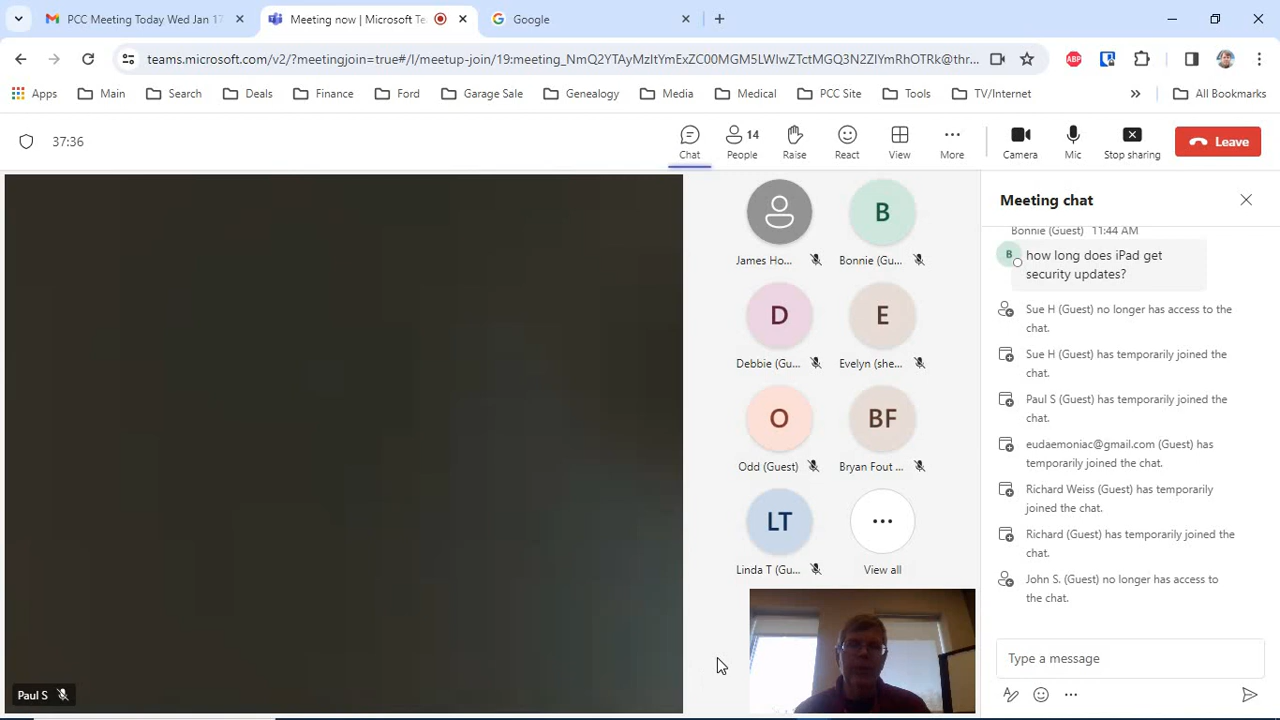 PCC Meeting Today Wed Jan 17
Meeting now | Microsoft Te
Google
teams.microsoft.com/v2/?meetingjoin=true#/l/meetup-join/19:meeting_NmQ2YTAyMzItYmExZC00MGM5LWIwZTctMGQ3N2ZlYmRhOTRk@thr...
ABP
Apps Main Search Deals Finance Ford Garage Sale Genealogy Media Medical PCC Site Tools TV/Internet » All Bookmarks
37:36
Chat
14
People
Raise
React
View
More
Camera
Mic
Stop sharing
Leave
Paul S
James Ho...
B
Bonnie (Gu...
D
Debbie (Gu...
E
Evelyn (she...
O
Odd (Guest)
BF
Bryan Fout ...
LT
Linda T (Gu...
View all
Meeting chat
Bonnie (Guest) 11:44 AM
B
how long does iPad get
security updates?
Sue H (Guest) no longer has access to the
chat.
Sue H (Guest) has temporarily joined the
chat.
Paul S (Guest) has temporarily joined the
chat.
eudaemoniac@gmail.com (Guest) has
temporarily joined the chat.
Richard Weiss (Guest) has temporarily
joined the chat.
Richard (Guest) has temporarily joined the
chat.
John S. (Guest) no longer has access to
the chat.
Type a message